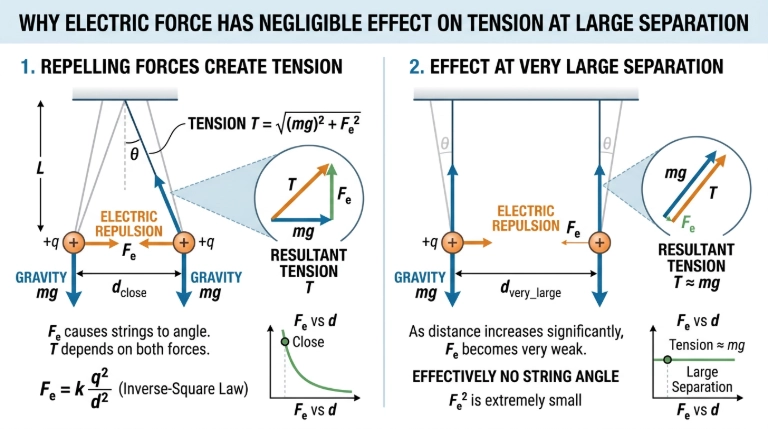 WHY ELECTRIC FORCE HAS NEGLIGIBLE EFFECT ON TENSION AT LARGE SEPARATION
1. REPELLING FORCES CREATE TENSION
L
θ
TENSION T = √(mg)² + Fₑ²
T
Fₑ
mg
ELECTRIC
REPULSION
Fₑ
+q
+
+
+q
GRAVITY
mg
GRAVITY
mg
d_close
RESULTANT
TENSION
T
Fₑ causes strings to angle.
T depends on both forces.
Fₑ = k q²/d² (Inverse-Square Law)
Fₑ vs d
Close
Fₑ vs d
2. EFFECT AT VERY LARGE SEPARATION
θ
θ
mg
T
Fₑ
ELECTRIC
REPULSION
Fₑ
+q
+
+
GRAVITY
mg
d_very_large
RESULTANT
TENSION
T ≈ mg
As distance increases significantly,
Fₑ becomes very weak.
EFFECTIVELY NO STRING ANGLE
Fₑ² is extremely small
Fₑ vs d
Tension ≈ mg
Large
Separation
Fₑ vs d